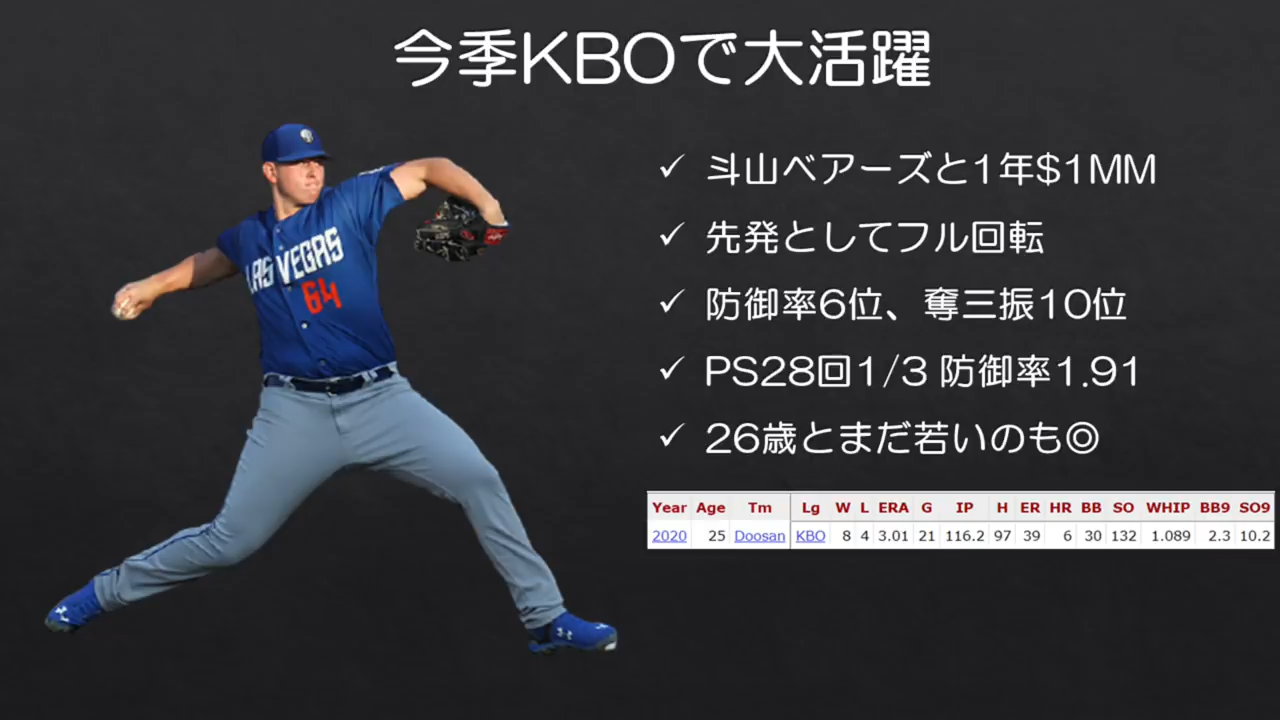 今季KBOで大活躍
✓ 斗山ベアーズと1年$1MM
✓ 先発としてフル回転
✓ 防御率6位、奪三振10位
✓ PS28回1/3 防御率1.91
✓ 26歳とまだ若いのも◎
LAS VEGAS
64
Year Age Tm Lg W L ERA G IP H ER HR BB SO WHIP BB9 SO9
2020 25 Doosan KBO 8 4 3.01 21 116.2 97 39 6 30 132 1.089 2.3 10.2